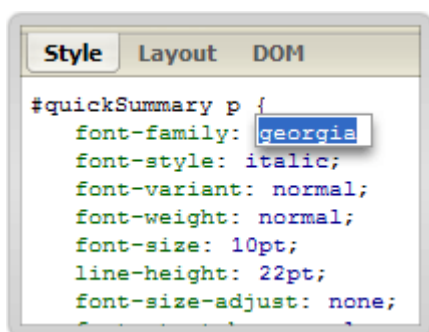 Style Layout DOM
#quickSummary p {
font-family: georgia
font-style: italic;
font-variant: normal;
font-weight: normal;
font-size: 10pt;
line-height: 22pt;
font-size-adjust: none;